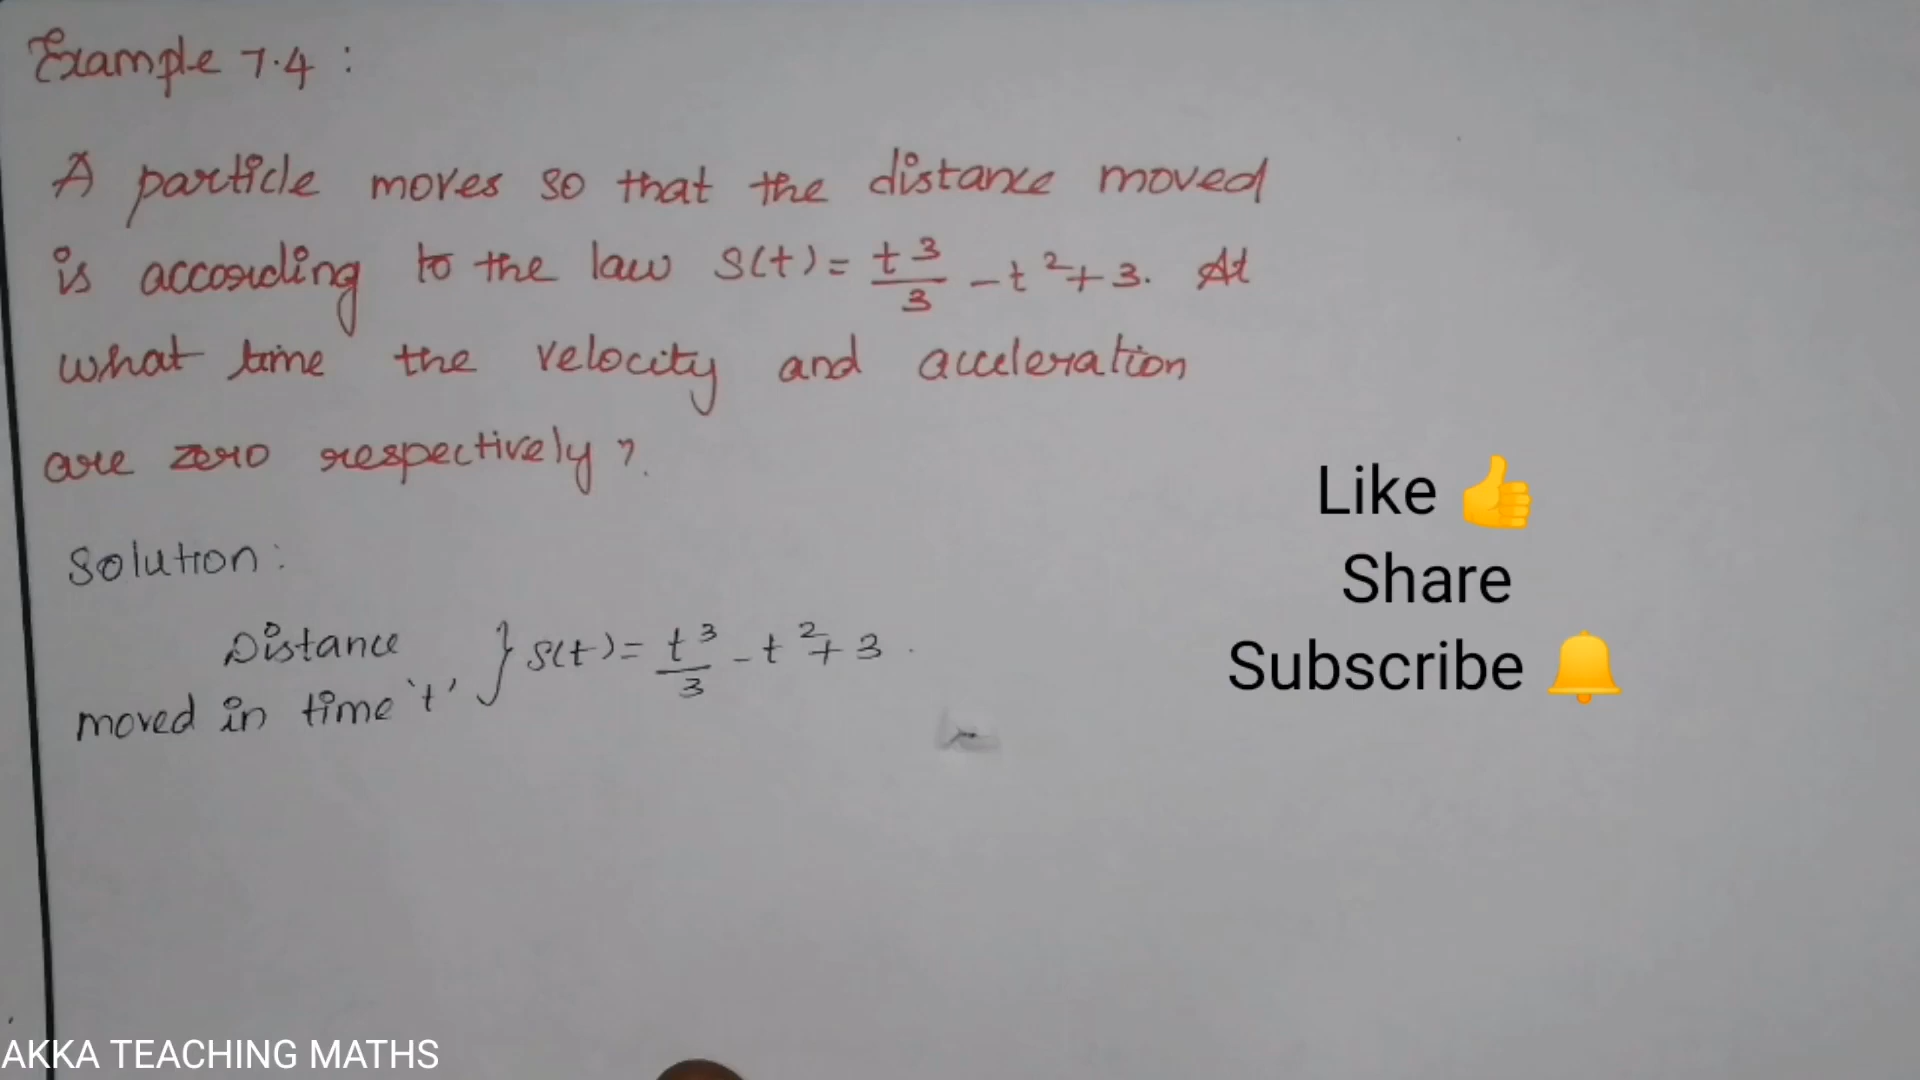 Example 7.4 :
A particle moves so that the distance moved
is according to the law s(t) = t³/3 - t² + 3. At
what time the velocity and acceleration
are zero respectively?.
Solution:
Distance
moved in time 't' } s(t) = t³/3 - t² + 3.
Like 👍
Share
Subscribe 🔔
AKKA TEACHING MATHS